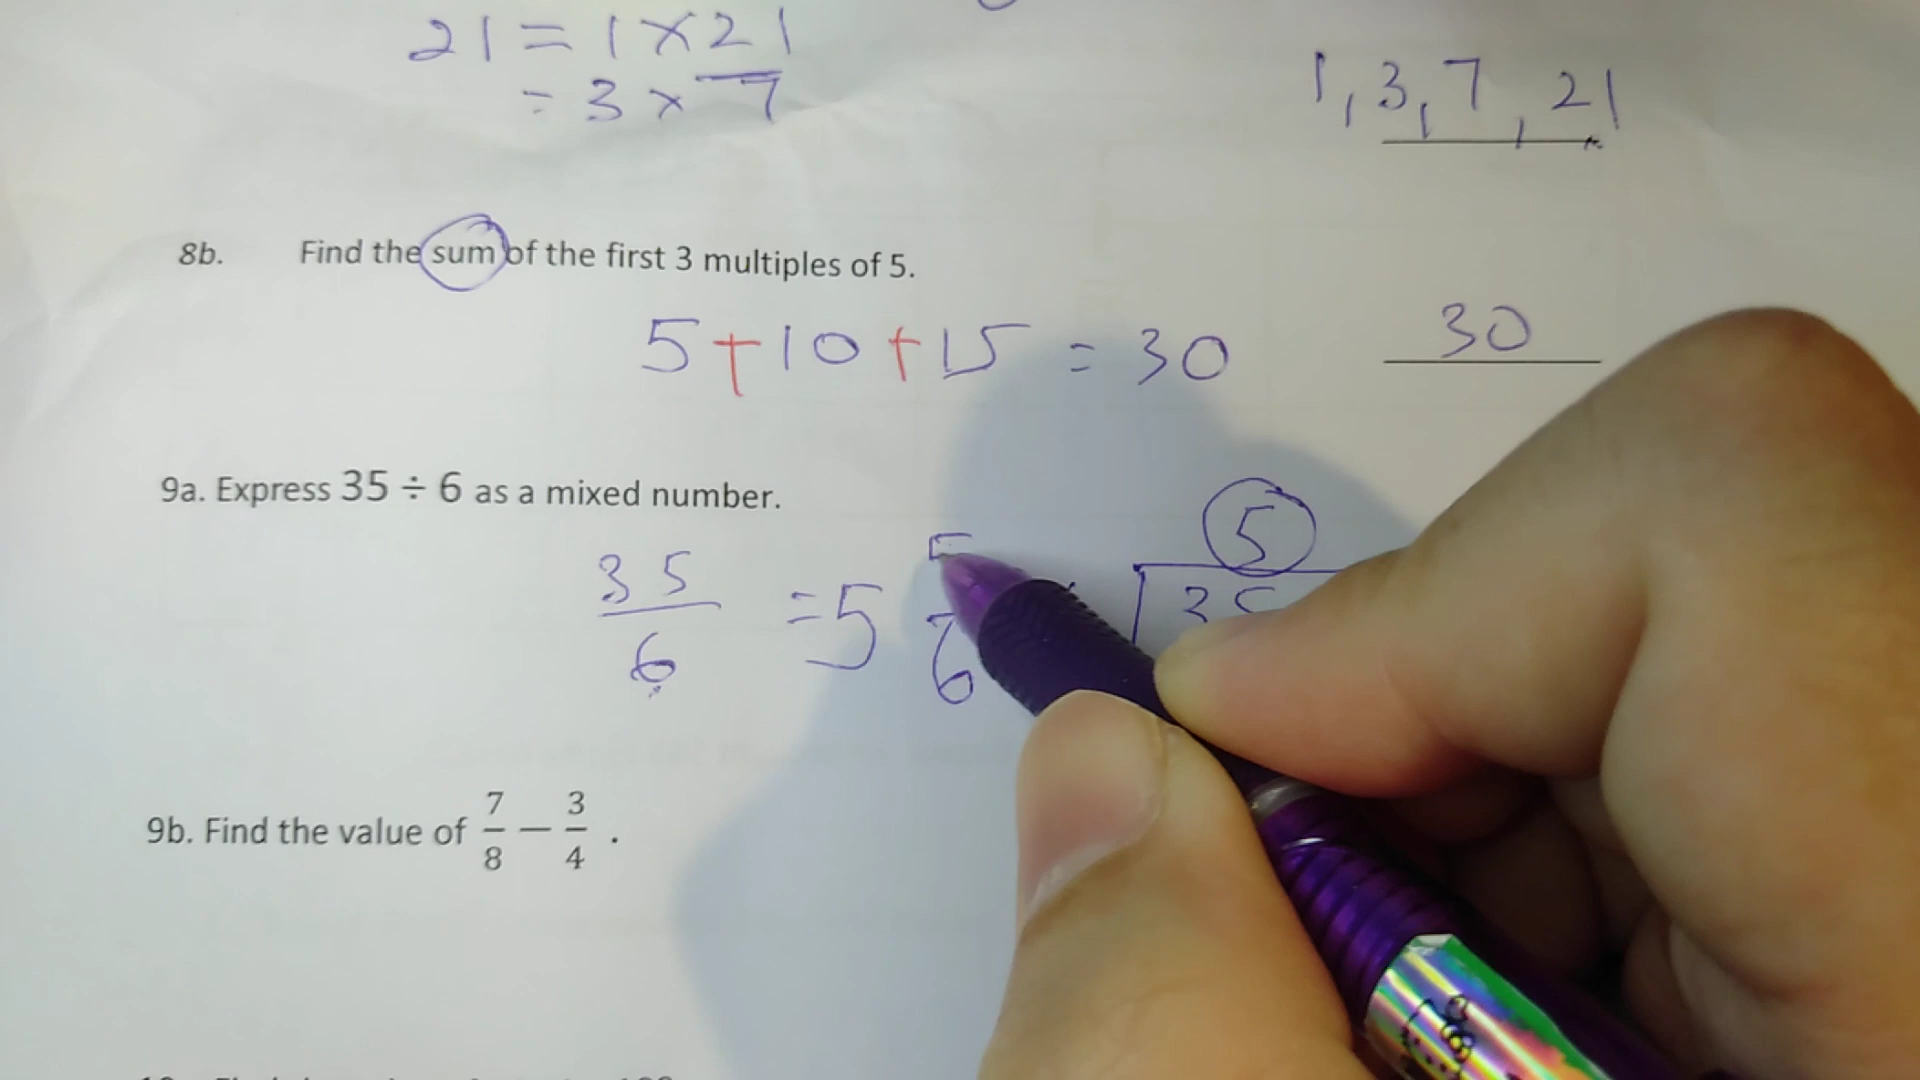 21 = 1 × 21
= 3 × 7
1, 3, 7, 21
8b. Find the sum of the first 3 multiples of 5.
5 + 10 + 15 = 30
30
9a. Express 35 ÷ 6 as a mixed number.
35/6 = 5 5/6
5
35
9b. Find the value of 7/8 − 3/4 .